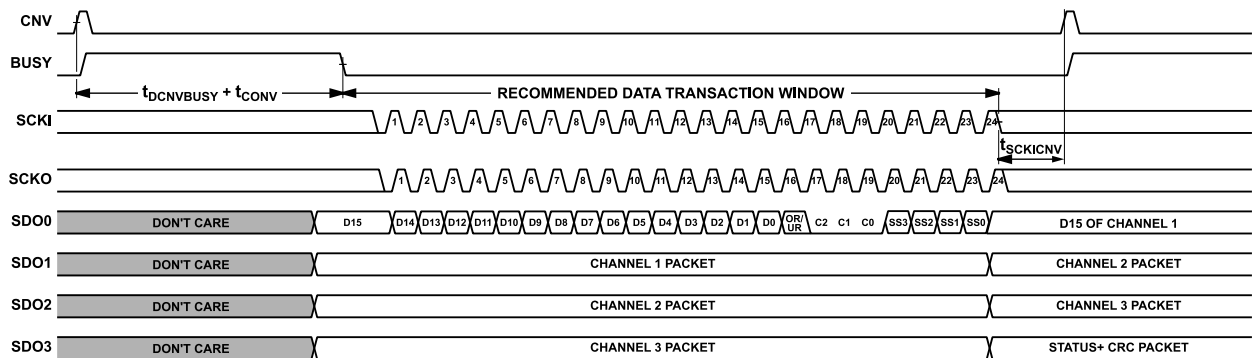 CNV
BUSY
tDCNVBUSY + tCONV
RECOMMENDED DATA TRANSACTION WINDOW
SCKI
1 2 3 4 5 6 7 8 9 10 11 12 13 14 15 16 17 18 19 20 21 22 23 24
tSCKICNV
SCKO
1 2 3 4 5 6 7 8 9 10 11 12 13 14 15 16 17 18 19 20 21 22 23 24
SDO0 DON'T CARE D15 D14 D13 D12 D11 D10 D9 D8 D7 D6 D5 D4 D3 D2 D1 D0 OR/UR C2 C1 C0 SS3 SS2 SS1 SS0 D15 OF CHANNEL 1
SDO1 DON'T CARE CHANNEL 1 PACKET CHANNEL 2 PACKET
SDO2 DON'T CARE CHANNEL 2 PACKET CHANNEL 3 PACKET
SDO3 DON'T CARE CHANNEL 3 PACKET STATUS+ CRC PACKET